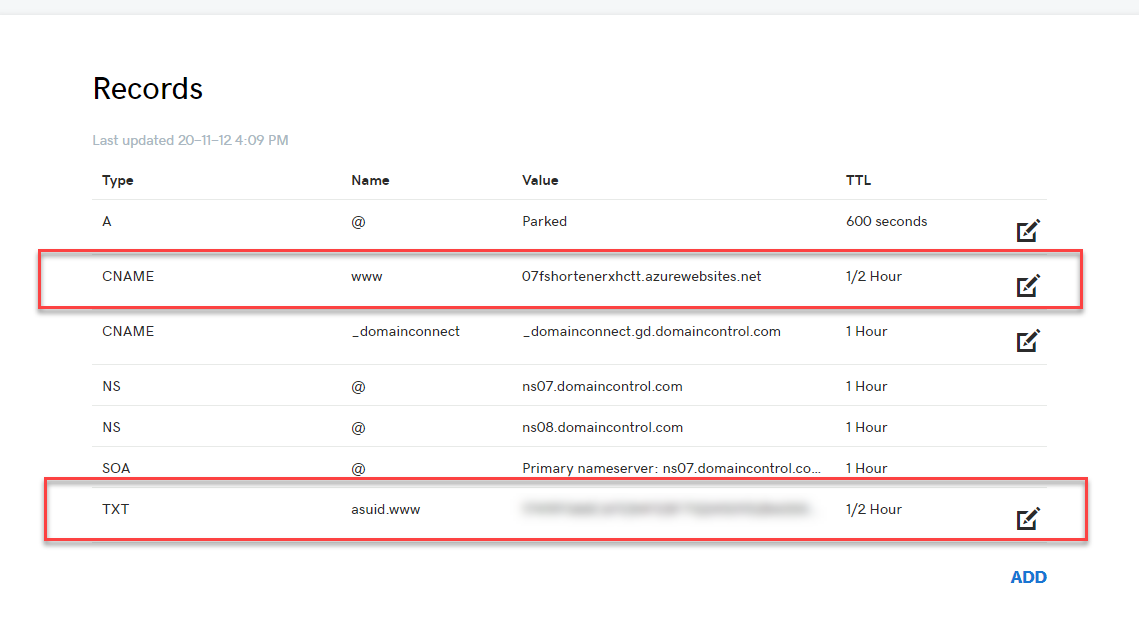 Records
Last updated 20-11-12 4:09 PM
Type Name Value TTL
A @ Parked 600 seconds
CNAME www 07fshortenerxhctt.azurewebsites.net 1/2 Hour
CNAME _domainconnect _domainconnect.gd.domaincontrol.com 1 Hour
NS @ ns07.domaincontrol.com 1 Hour
NS @ ns08.domaincontrol.com 1 Hour
SOA @ Primary nameserver: ns07.domaincontrol.co... 1 Hour
TXT asuid.www 1/2 Hour
ADD